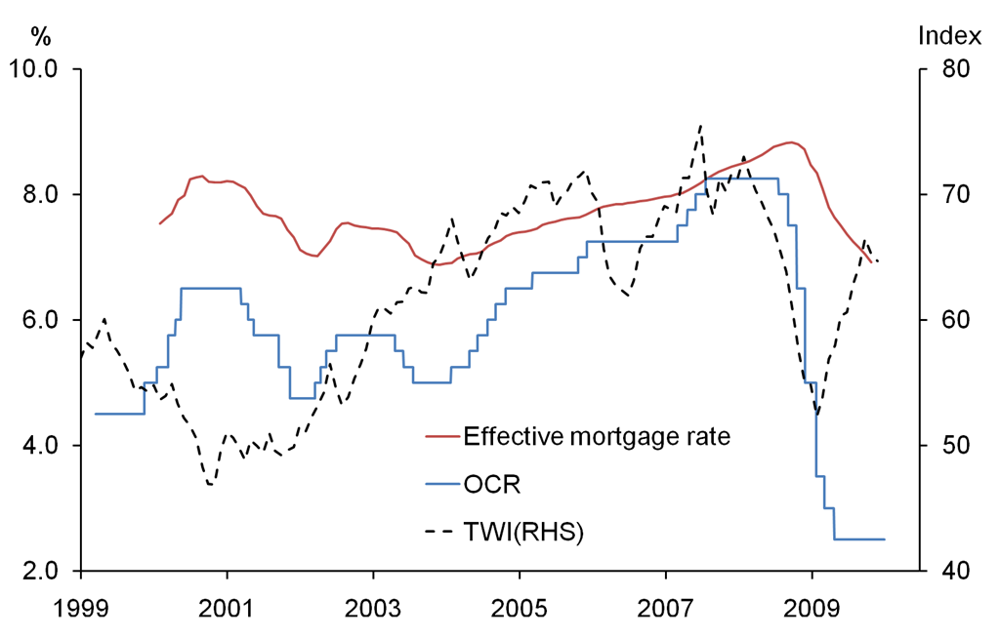 % Index
10.0 80
8.0 70
6.0 60
4.0 50
2.0 40
Effective mortgage rate
OCR
TWI(RHS)
1999 2001 2003 2005 2007 2009